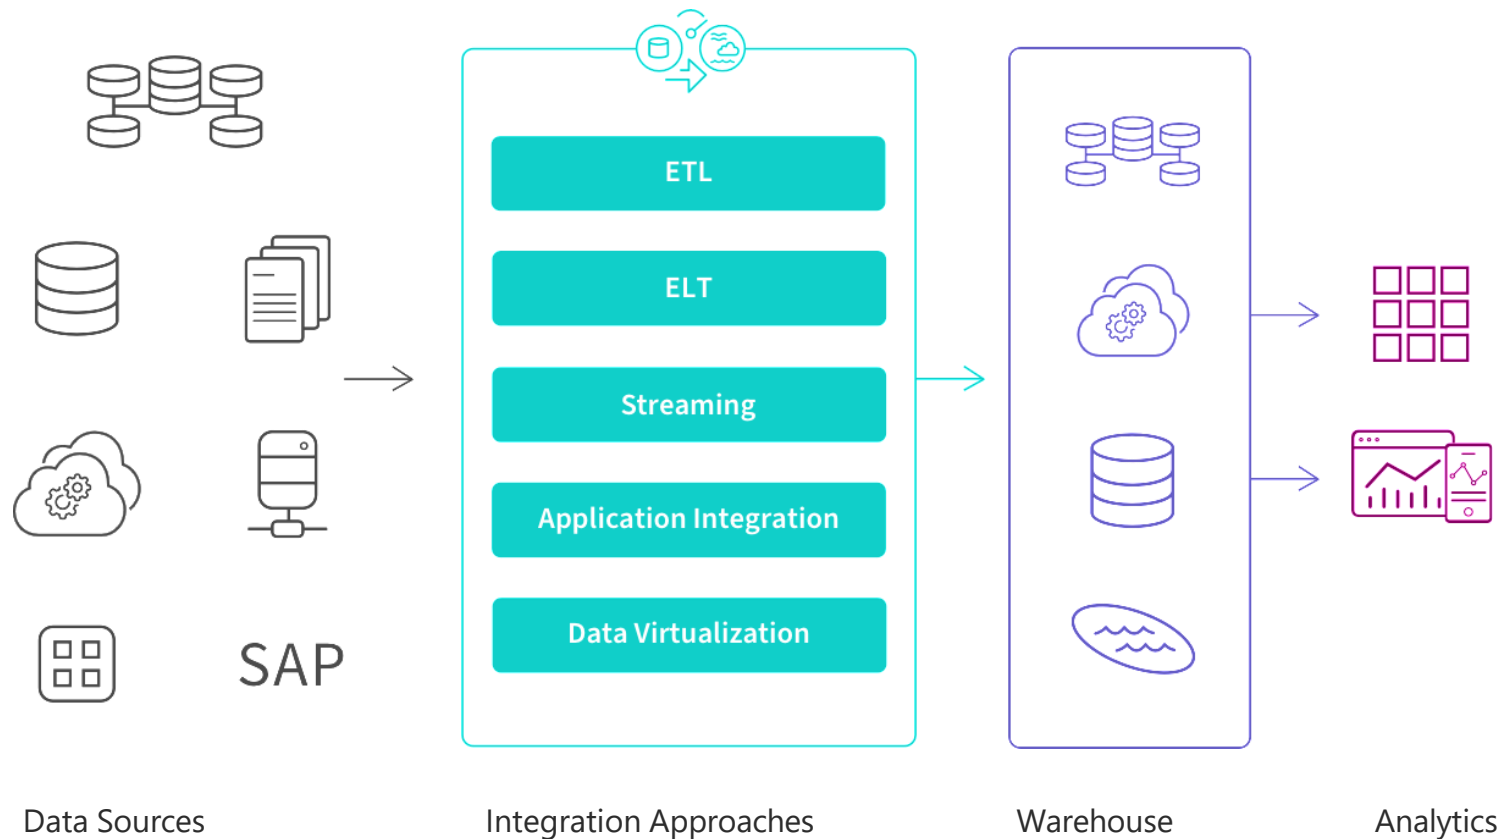 ETL
ELT
Streaming
Application Integration
Data Virtualization
SAP
Data Sources
Integration Approaches
Warehouse
Analytics